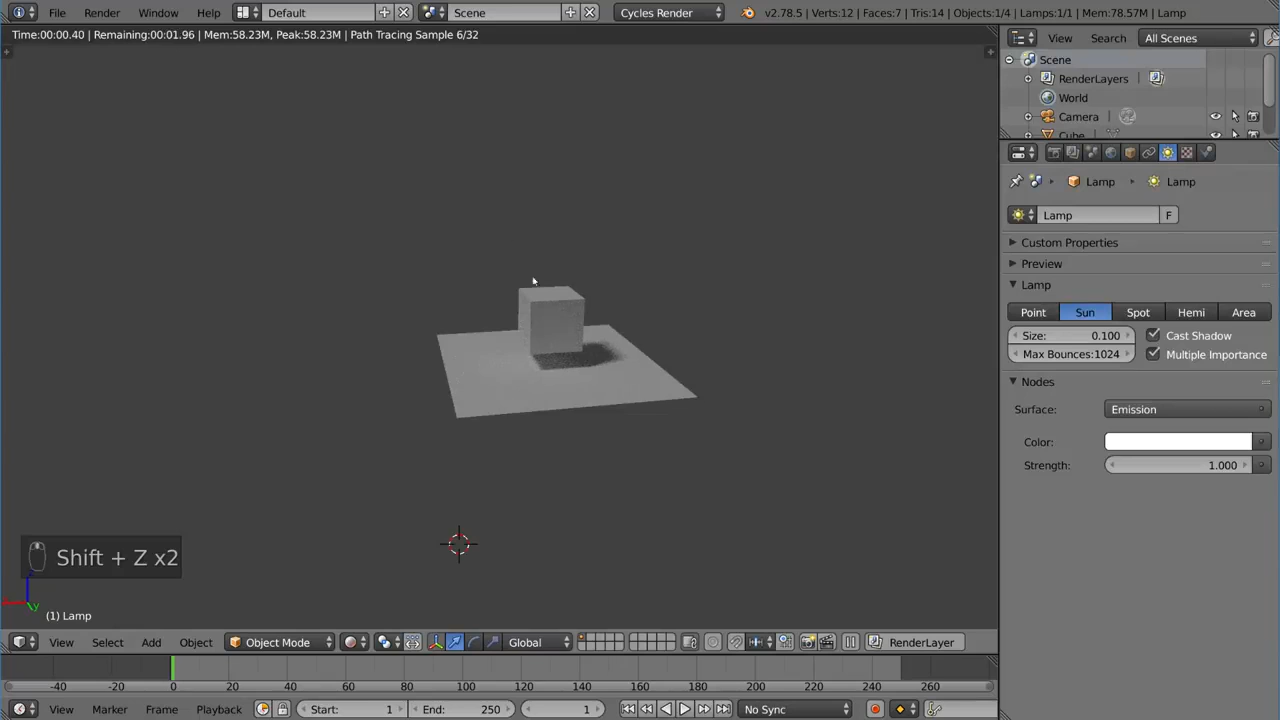 File Render Window Help Default Scene Cycles Render v2.78.5 | Verts:12 | Faces:7 | Tris:14 | Objects:1/4 | Lamps:1/1 | Mem:78.57M | Lamp
Time:00:00.40 | Remaining:00:01.96 | Mem:58.23M, Peak:58.23M | Path Tracing Sample 6/32
View Search All Scenes
Scene
RenderLayers |
World
Camera |
Cube |
Lamp Lamp
Lamp F
Custom Properties
Preview
Lamp
Point Sun Spot Hemi Area
Size: 0.100 Cast Shadow
Max Bounces:1024 Multiple Importance
Nodes
Surface: Emission
Color:
Strength: 1.000
Shift + Z x2
z
y
(1) Lamp
View Select Add Object Object Mode Global RenderLayer
-40 -20 0 20 40 60 80 100 120 140 160 180 200 220 240 260
View Marker Frame Playback Start: 1 End: 250 1 No Sync